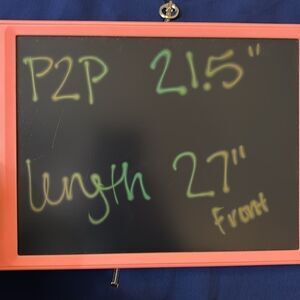 P2P 21.5"
length 27"
Front